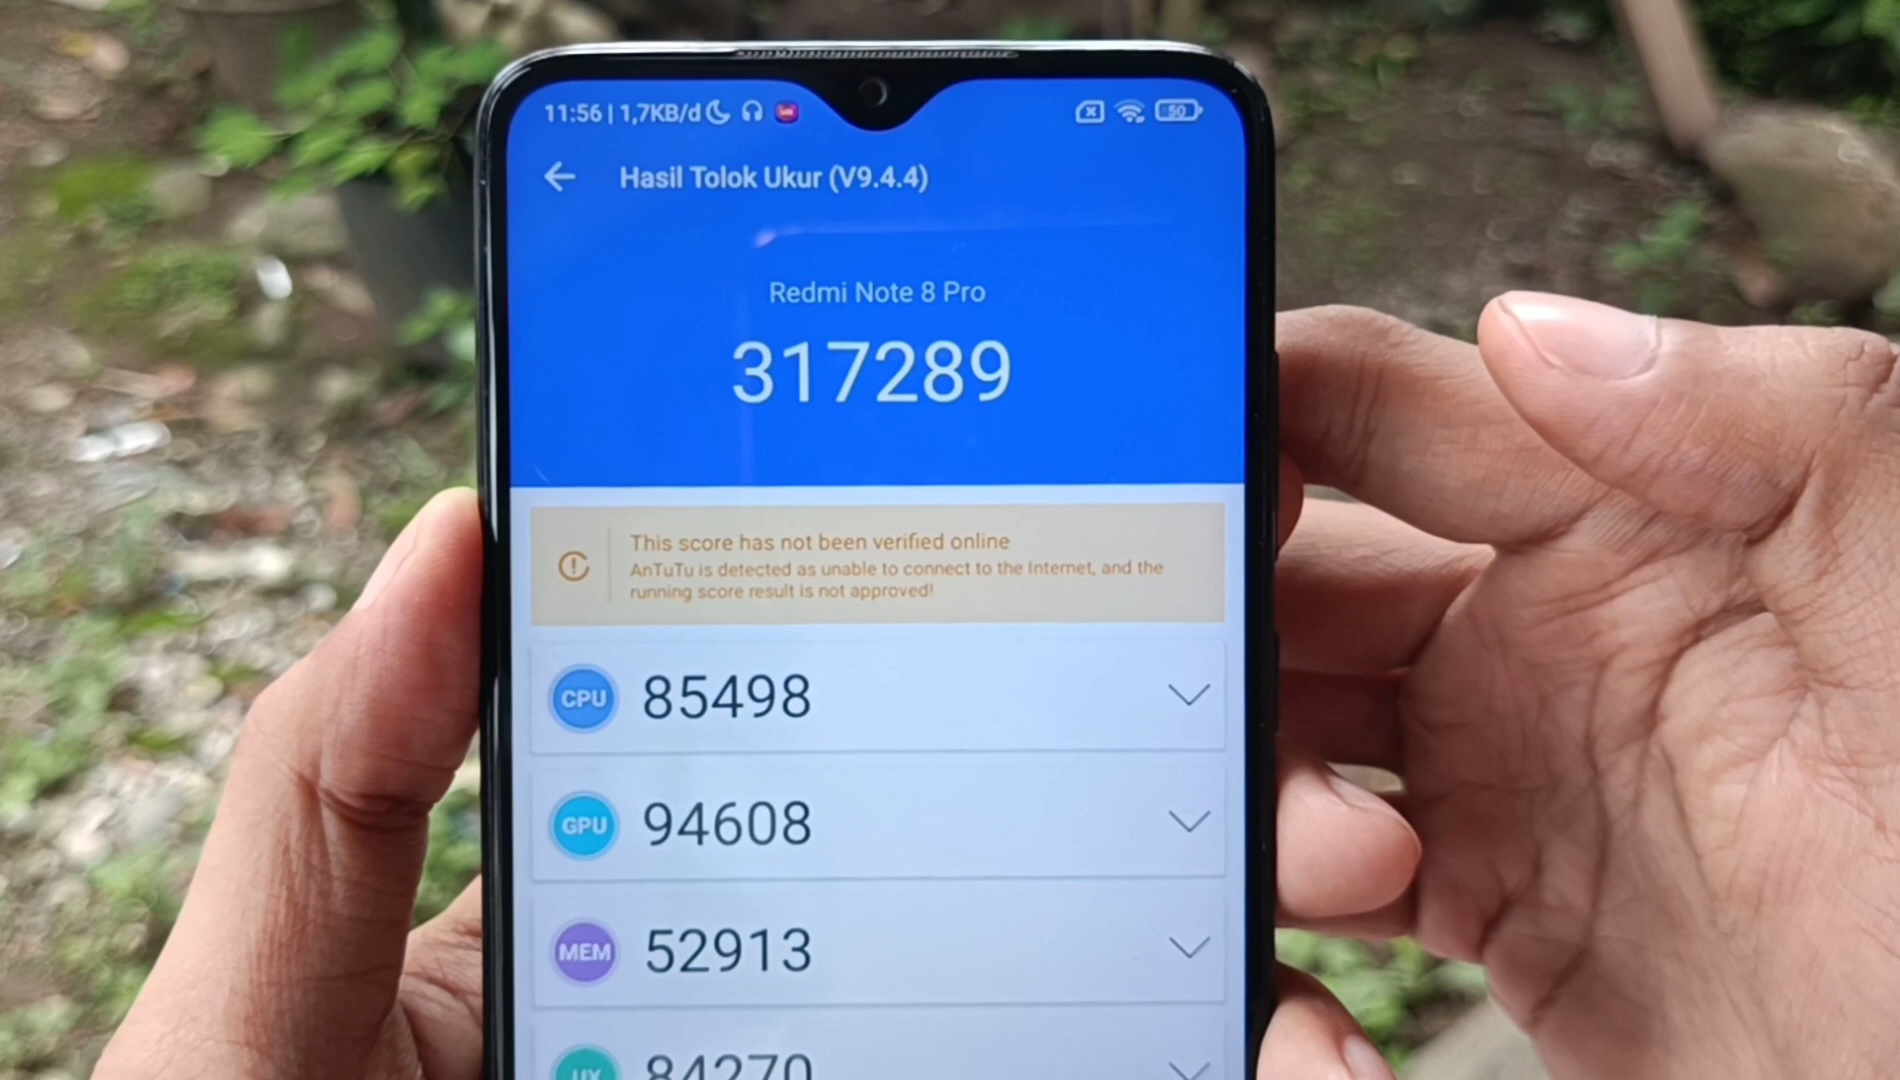 11:56 | 1,7KB/d
50
Hasil Tolok Ukur (V9.4.4)
Redmi Note 8 Pro
317289
This score has not been verified online
AnTuTu is detected as unable to connect to the Internet, and the
running score result is not approved!
CPU 85498
GPU 94608
MEM 52913
UX 84270